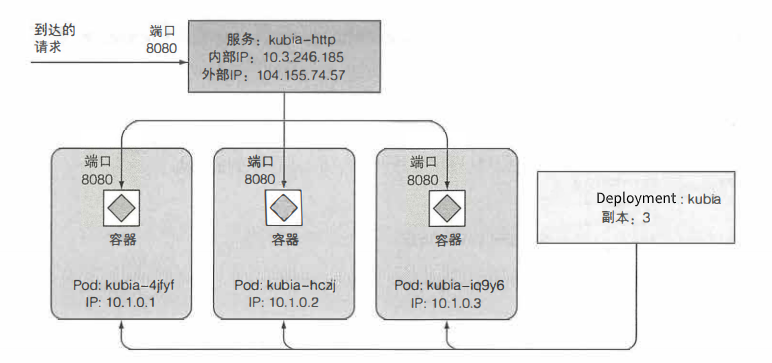 到达的
请求
端口
8080
服务：kubia-http
内部IP：10.3.246.185
外部IP：104.155.74.57
端口
8080
容器
Pod: kubia-4jfyf
IP: 10.1.0.1
端口
8080
容器
Pod: kubia-hczij
IP: 10.1.0.2
端口
8080
容器
Pod: kubia-iq9y6
IP: 10.1.0.3
Deployment : kubia
副本：3